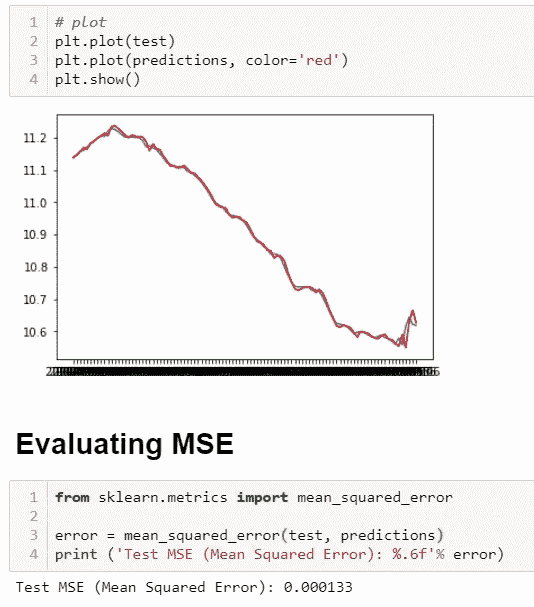 1 # plot
2 plt.plot(test)
3 plt.plot(predictions, color='red')
4 plt.show()
11.2
11.1
11.0
10.9
10.8
10.7
10.6
Evaluating MSE
1 from sklearn.metrics import mean_squared_error
2
3 error = mean_squared_error(test, predictions)
4 print ('Test MSE (Mean Squared Error): %.6f'% error)
Test MSE (Mean Squared Error): 0.000133